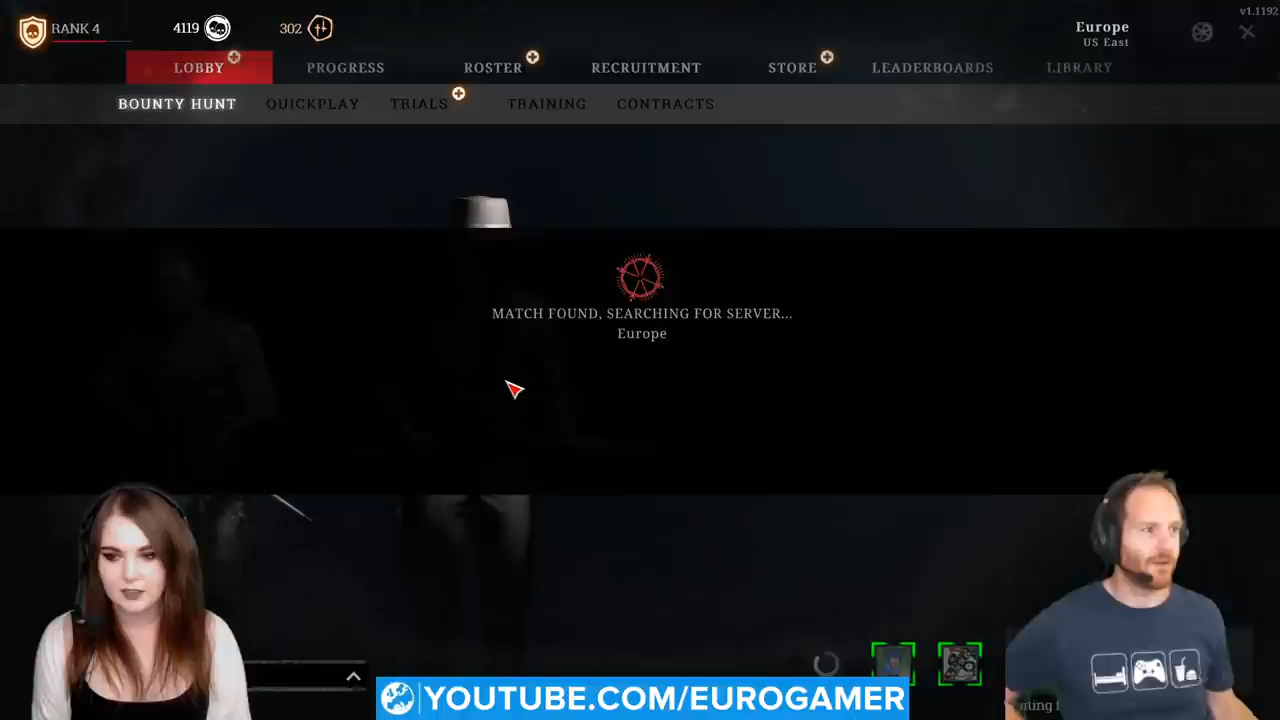 RANK 4
4119
302
Europe
US East
v1.1192
LOBBY
PROGRESS
ROSTER
RECRUITMENT
STORE
LEADERBOARDS
LIBRARY
BOUNTY HUNT
QUICKPLAY
TRIALS
TRAINING
CONTRACTS
MATCH FOUND, SEARCHING FOR SERVER...
Europe
YOUTUBE.COM/EUROGAMER